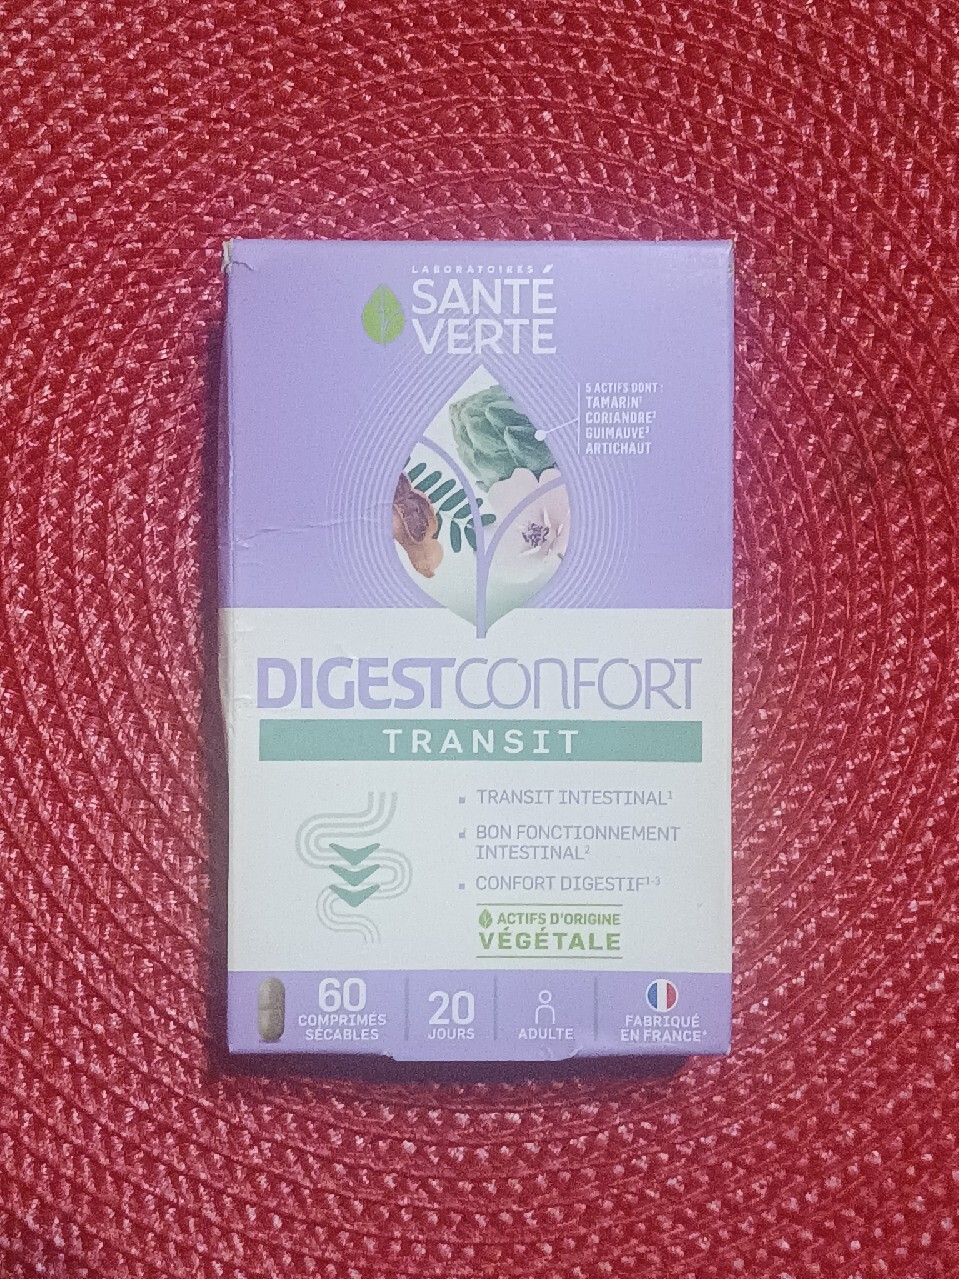 LABORATOIRES
SANTÉ
VERTE
5 ACTIFS DONT :
TAMARIN¹
CORIANDRE²
GUIMAUVE³
ARTICHAUT
DIGESTCONFORT
TRANSIT
TRANSIT INTESTINAL¹
BON FONCTIONNEMENT
INTESTINAL²
CONFORT DIGESTIF¹⁻³
ACTIFS D'ORIGINE
VÉGÉTALE
60
COMPRIMÉS
SÉCABLES
20
JOURS
ADULTE
FABRIQUÉ
EN FRANCE*